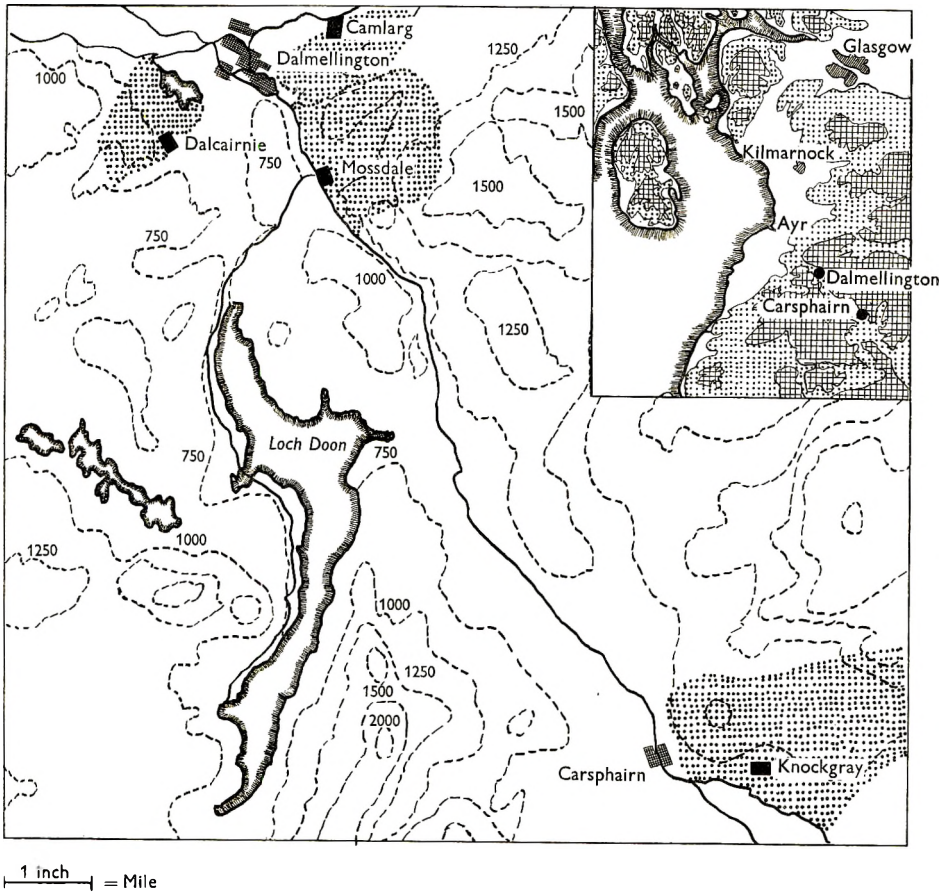 Camlarg
Dalmellington
1000
Dalcairnie
750
Mossdale
1250
1500
1500
750
1000
1250
Glasgow
Kilmarnock
Ayr
Dalmellington
Carsphairn
Loch Doon
750
750
1000
1250
1000
1250
1500
2000
Carsphairn
Knockgray
1 inch = Mile